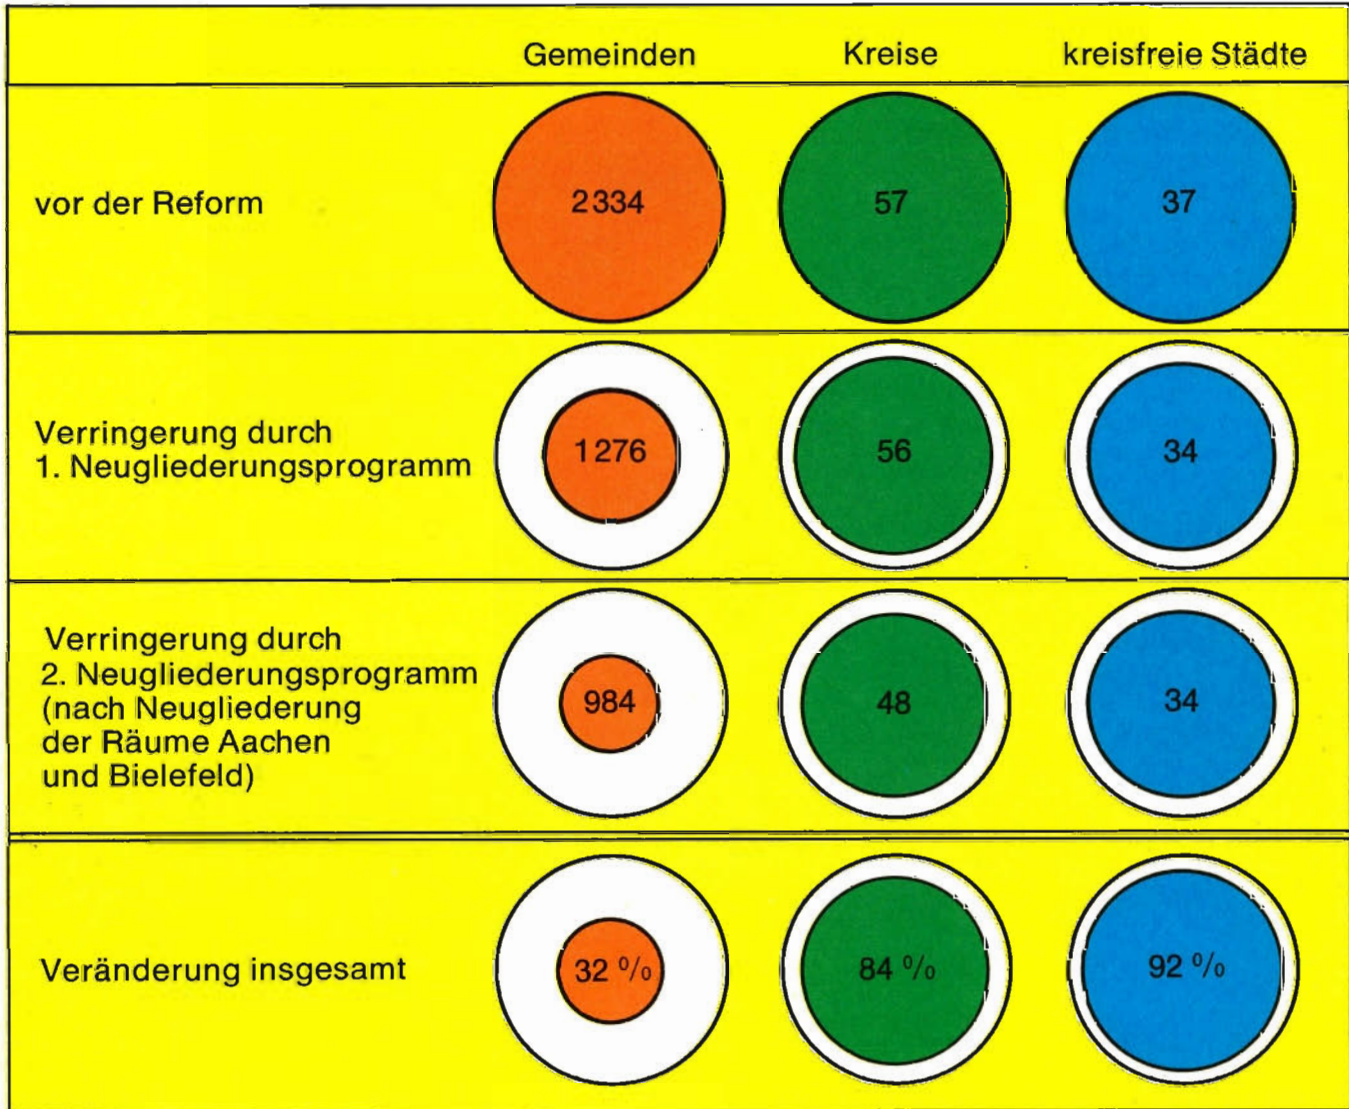 Gemeinden Kreise kreisfreie Städte
vor der Reform 2334 57 37
Verringerung durch
1. Neugliederungsprogramm 1276 56 34
Verringerung durch
2. Neugliederungsprogramm
(nach Neugliederung 984 48 34
der Räume Aachen
und Bielefeld)
Veränderung insgesamt 32 % 84 % 92 %